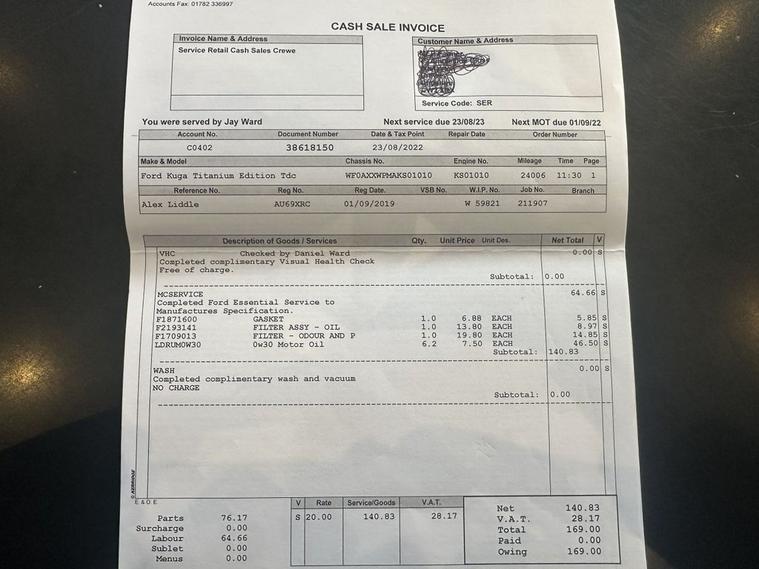 Accounts Fax: 01782 336997
CASH SALE INVOICE
Invoice Name & Address
Service Retail Cash Sales Crewe
Customer Name & Address
Service Code: SER
You were served by Jay Ward Next service due 23/08/23 Next MOT due 01/09/22
Account No. Document Number Date & Tax Point Repair Date Order Number
C0402 38618150 23/08/2022
Make & Model Chassis No. Engine No. Mileage Time Page
Ford Kuga Titanium Edition Tdc WF0AXXWPMAKS01010 KS01010 24006 11:30 1
Reference No. Reg No. Reg Date. VSB No. W.I.P. No. Job No. Branch
Alex Liddle AU69XRC 01/09/2019 W 59821 211907
Description of Goods / Services Qty. Unit Price Unit Des. Net Total V
VHC Checked by Daniel Ward 0.00 S
Completed complimentary Visual Health Check
Free of charge.
Subtotal: 0.00
MCSERVICE 64.66 S
Completed Ford Essential Service to
Manufactures Specification.
F1871600 GASKET 1.0 6.88 EACH 5.85 S
F2193141 FILTER ASSY - OIL 1.0 13.80 EACH 8.97 S
F1709013 FILTER - ODOUR AND P 1.0 19.80 EACH 14.85 S
LDRUM0W30 0w30 Motor Oil 6.2 7.50 EACH 46.50 S
Subtotal: 140.83
WASH 0.00 S
Completed complimentary wash and vacuum
NO CHARGE
Subtotal: 0.00
© KERRIDGE
E & O E
Parts 76.17
Surcharge 0.00
Labour 64.66
Sublet 0.00
Menus 0.00
V Rate Service/Goods V.A.T.
S 20.00 140.83 28.17
Net 140.83
V.A.T. 28.17
Total 169.00
Paid 0.00
Owing 169.00